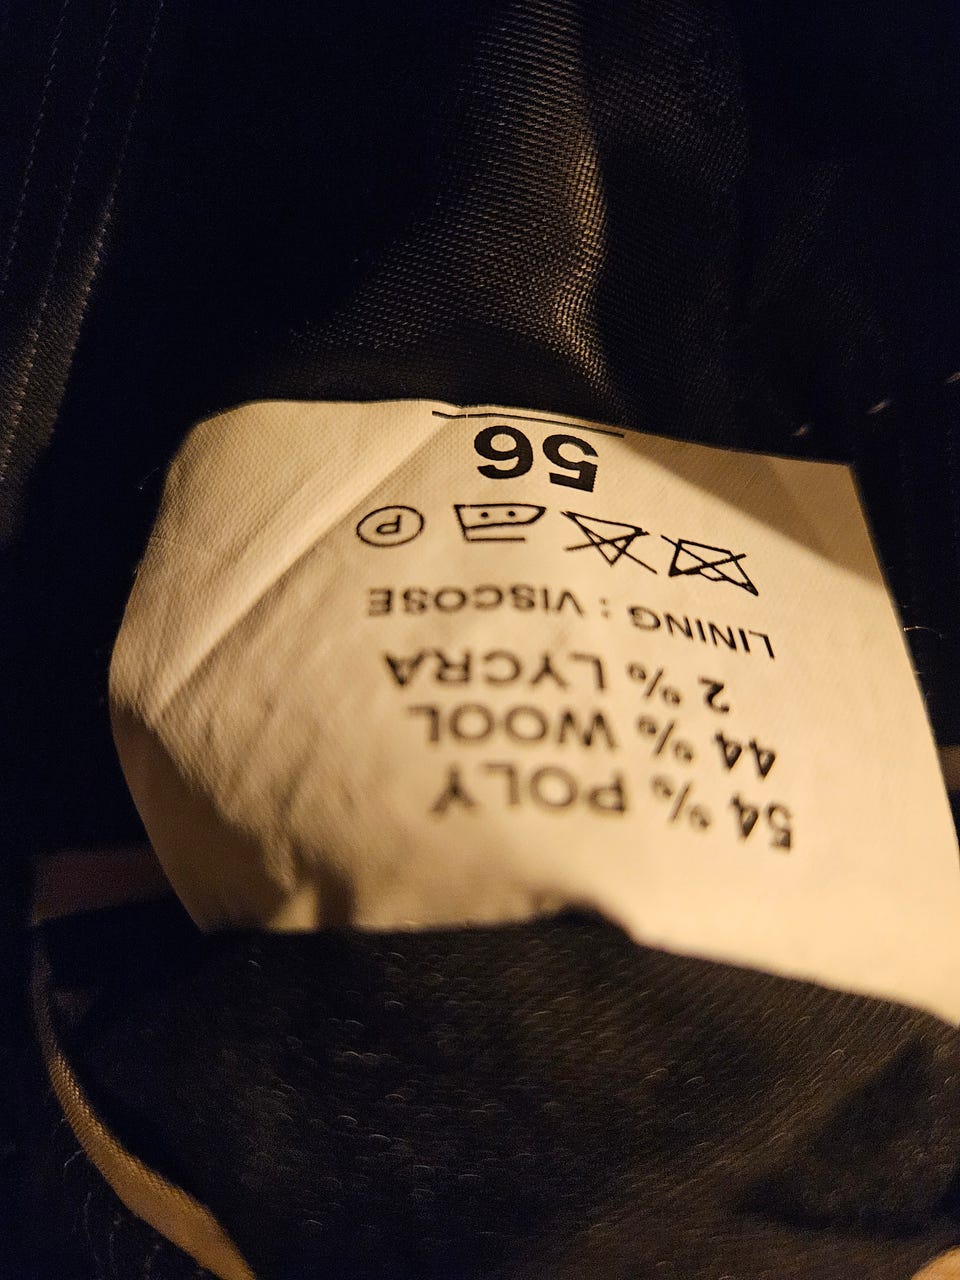 54 % POLY
44 % WOOL
2 % LYCRA
LINING : VISCOSE
P
56